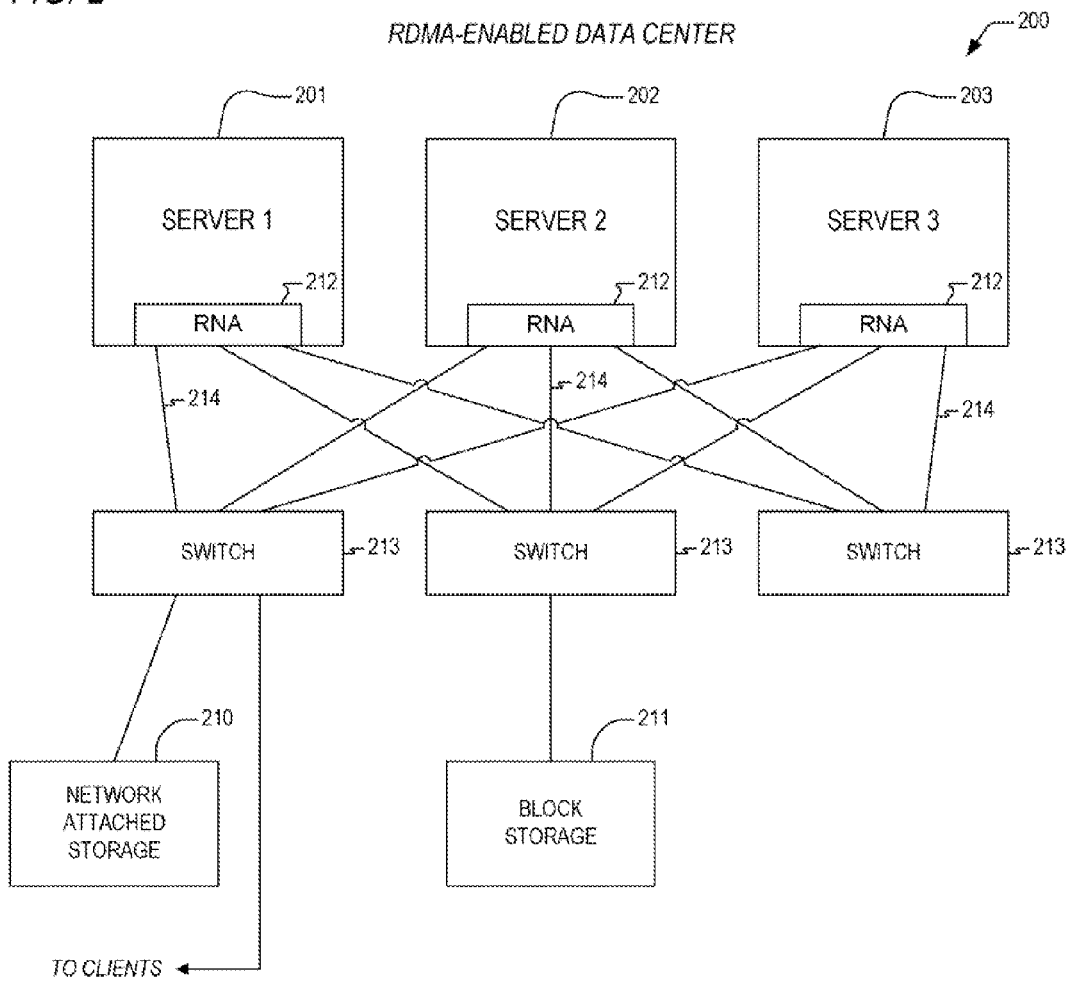 RDMA-ENABLED DATA CENTER
200
201
202
203
SERVER 1
SERVER 2
SERVER 3
212
212
212
RNA
RNA
RNA
214
214
214
SWITCH
213
SWITCH
213
SWITCH
213
210
211
NETWORK
ATTACHED
STORAGE
BLOCK
STORAGE
TO CLIENTS